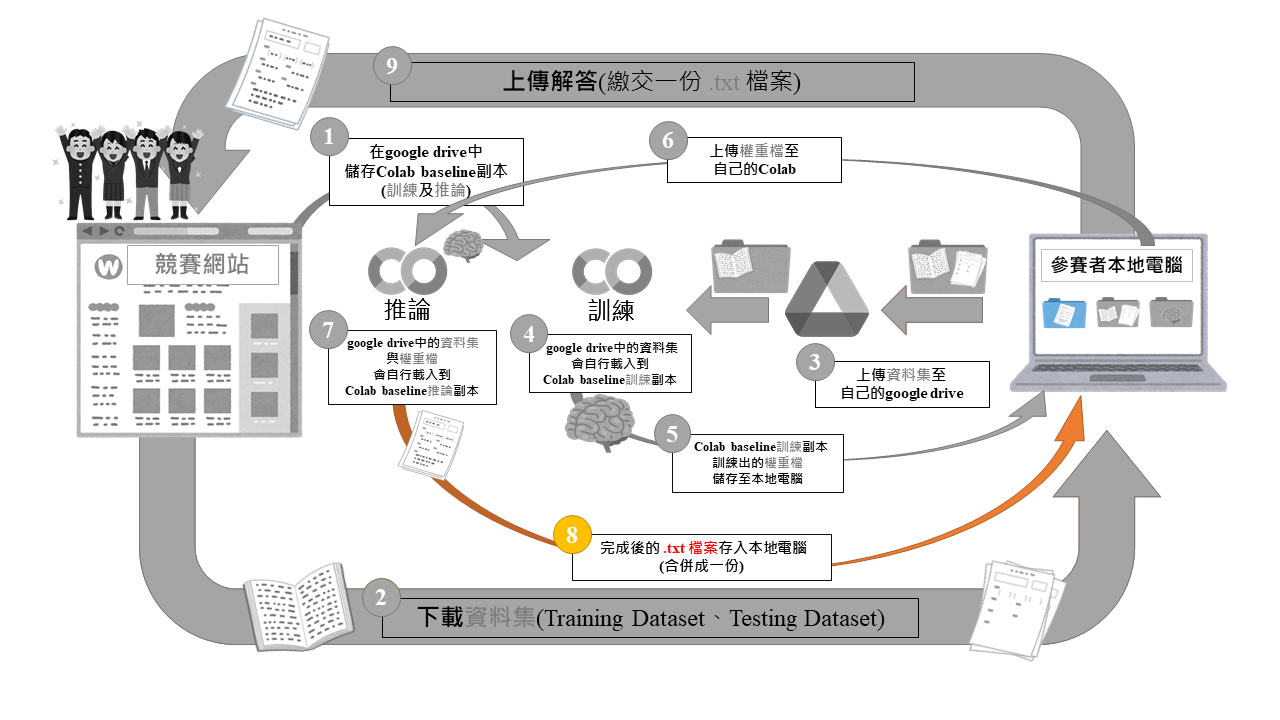 9
上傳解答(繳交一份 .txt 檔案)
1
在google drive中
儲存Colab baseline副本
(訓練及推論)
6
上傳權重檔至
自己的Colab
W
競賽網站
參賽者本地電腦
推論
訓練
7
google drive中的資料集
與權重檔
會自行載入到
Colab baseline推論副本
4
google drive中的資料集
會自行載入到
Colab baseline訓練副本
3
上傳資料集至
自己的google drive
5
Colab baseline訓練副本
訓練出的權重檔
儲存至本地電腦
8
完成後的 .txt 檔案存入本地電腦
(合併成一份)
2
下載資料集(Training Dataset、Testing Dataset)